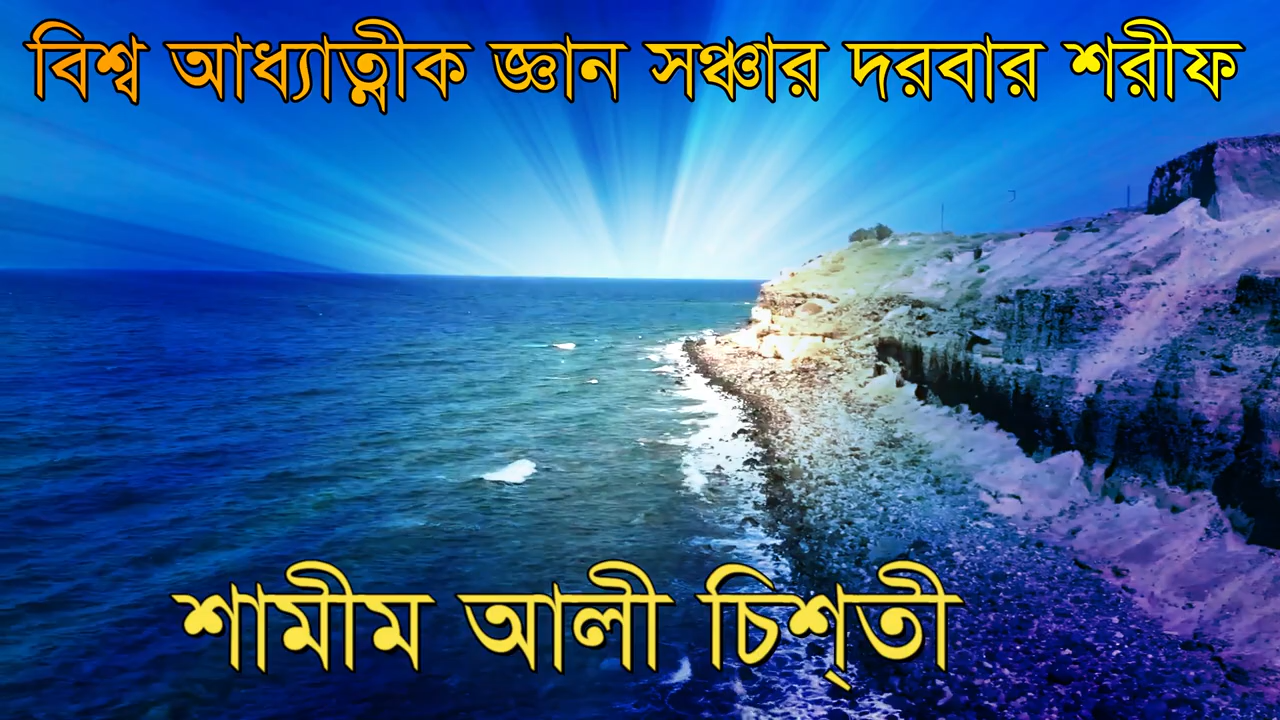 বিশ্ব আধ্যাত্নীক জ্ঞান সঞ্চার দরবার শরীফ
শামীম আলী চিশ্‌তী